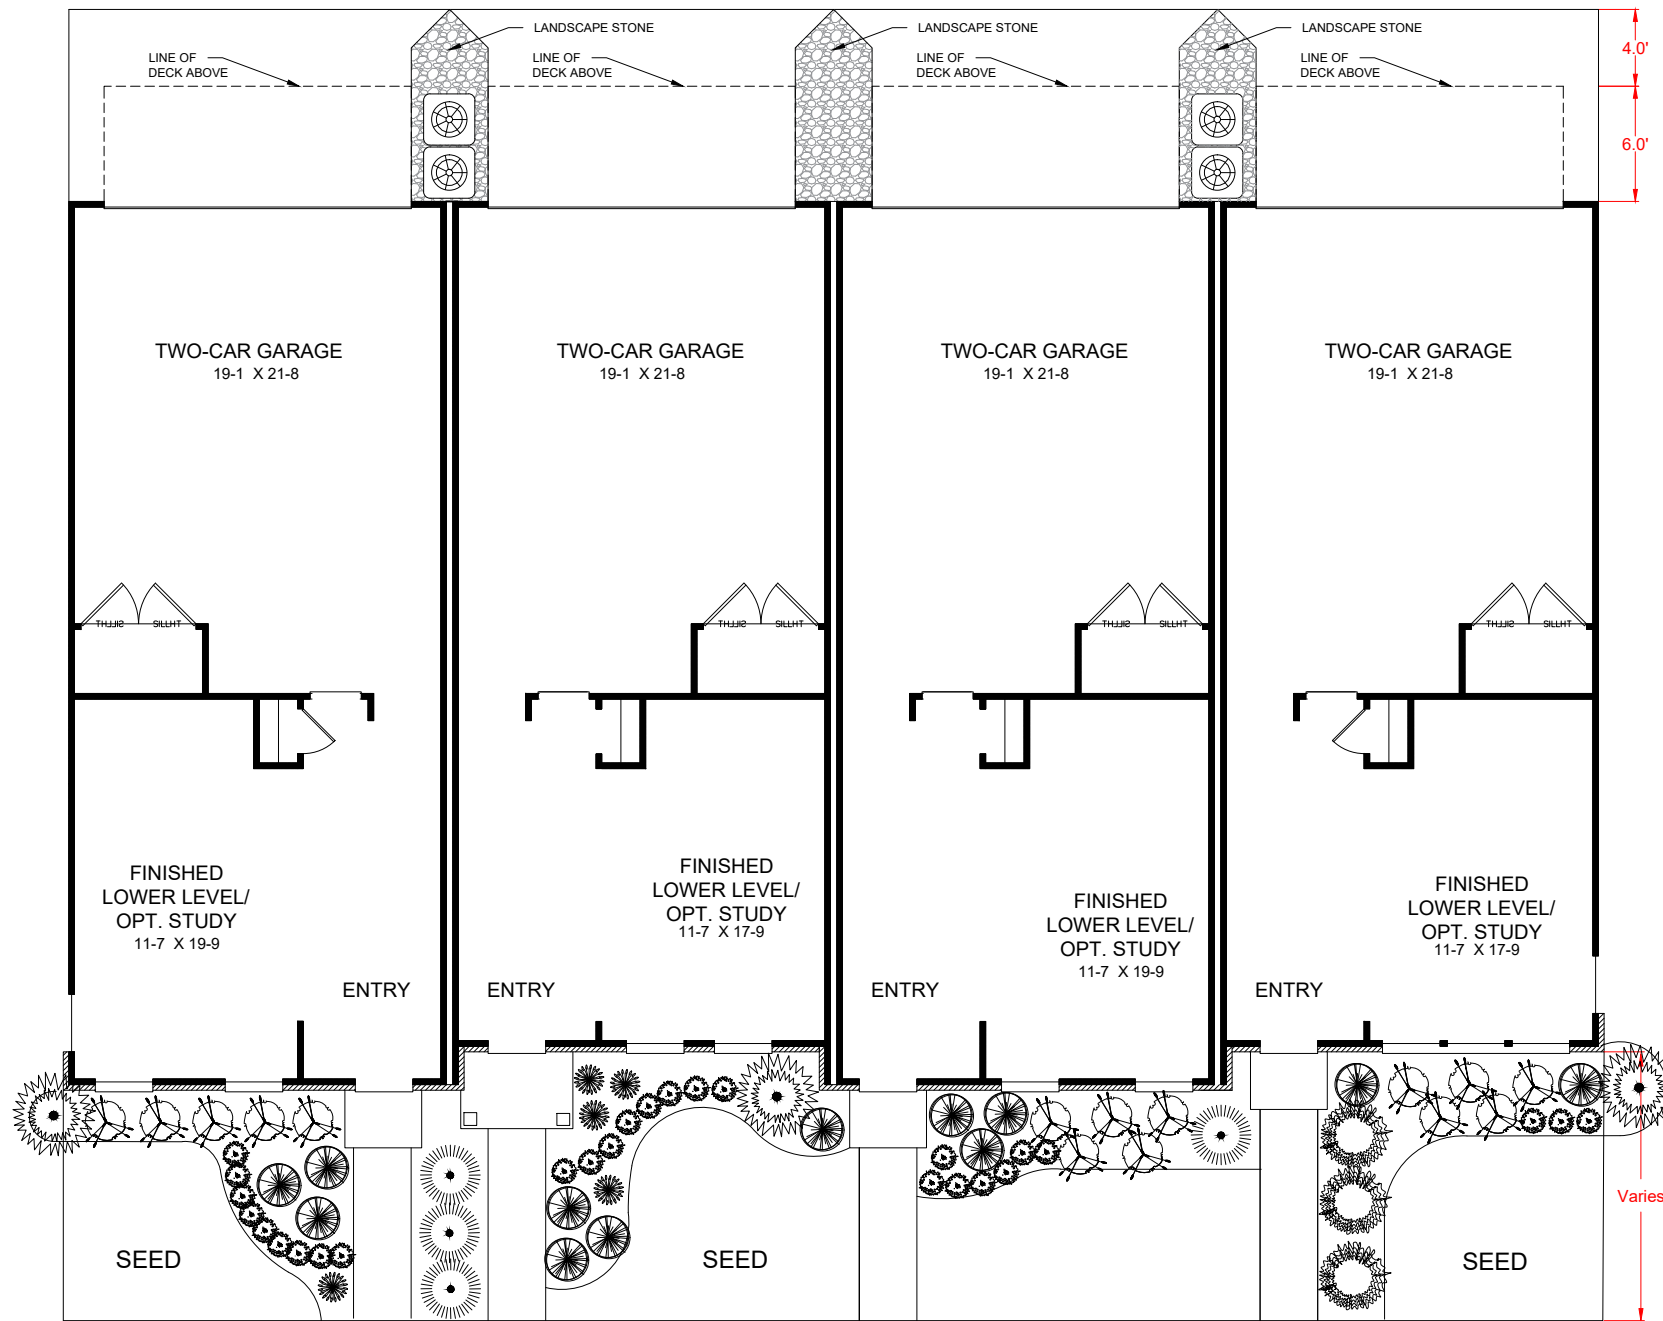 LANDSCAPE STONE
LANDSCAPE STONE
LANDSCAPE STONE
4.0'
LINE OF
DECK ABOVE
LINE OF
DECK ABOVE
LINE OF
DECK ABOVE
LINE OF
DECK ABOVE
6.0'
TWO-CAR GARAGE
19-1 X 21-8
TWO-CAR GARAGE
19-1 X 21-8
TWO-CAR GARAGE
19-1 X 21-8
TWO-CAR GARAGE
19-1 X 21-8
FINISHED
LOWER LEVEL/
OPT. STUDY
11-7 X 19-9
FINISHED
LOWER LEVEL/
OPT. STUDY
11-7 X 17-9
FINISHED
LOWER LEVEL/
OPT. STUDY
11-7 X 19-9
FINISHED
LOWER LEVEL/
OPT. STUDY
11-7 X 17-9
ENTRY
ENTRY
ENTRY
ENTRY
Varies
SEED
SEED
SEED